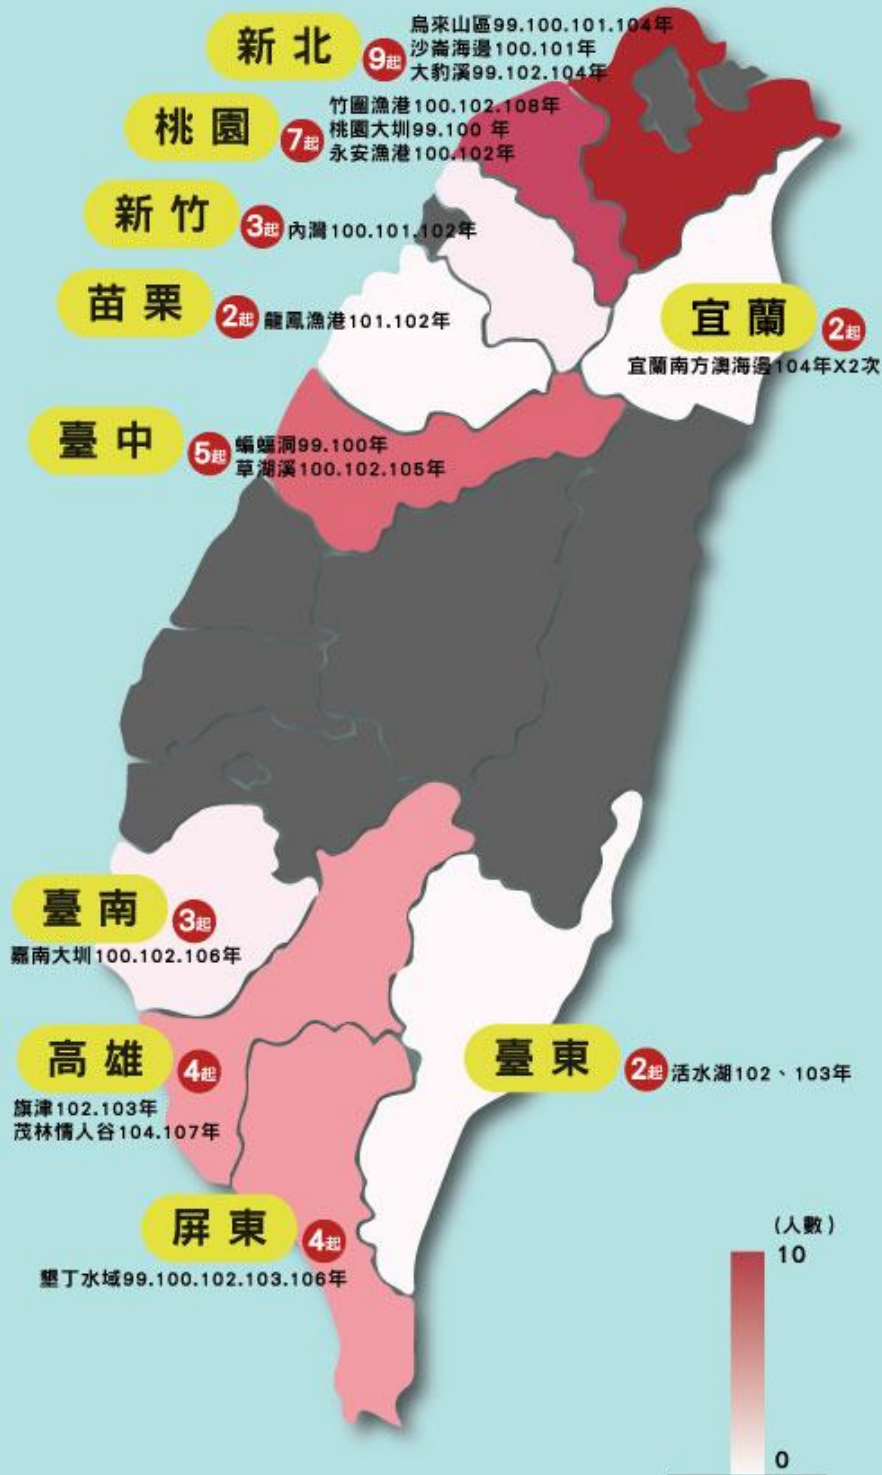 新北
9起
烏來山區99.100.101.104年
沙崙海邊100.101年
大豹溪99.102.104年
桃園
7起
竹圍漁港100.102.108年
桃園大圳99.100 年
永安漁港100.102年
新竹
3起
內灣100.101.102年
苗栗
2起
龍鳳漁港101.102年
宜蘭
2起
宜蘭南方澳海邊104年X2次
臺中
5起
蝙蝠洞99.100年
草湖溪100.102.105年
臺南
3起
嘉南大圳100.102.106年
高雄
4起
旗津102.103年
茂林情人谷104.107年
臺東
2起
活水湖102、103年
屏東
4起
墾丁水域99.100.102.103.106年
(人數)
10
0